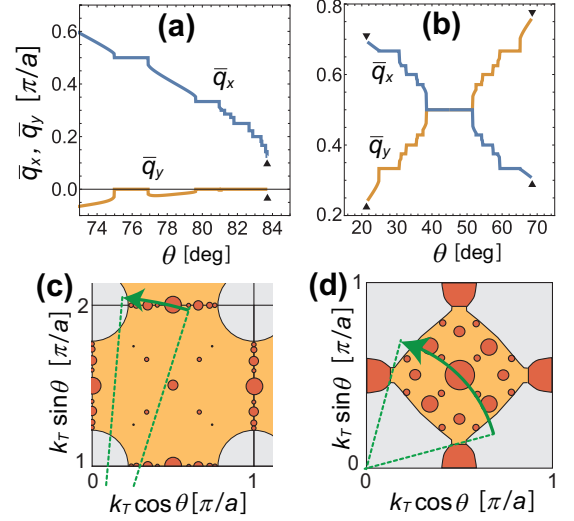 (a)
q̅x, q̅y [π/a]
0.6
0.4
0.2
0.0
q̅x
q̅y
74 76 78 80 82 84
θ [deg]
(b)
0.8
0.6
0.4
0.2
q̅x
q̅y
20 30 40 50 60 70
θ [deg]
(c)
kT sinθ [π/a]
2
1
0 1
kT cosθ [π/a]
(d)
kT sinθ [π/a]
1
0
0 1
kT cosθ [π/a]